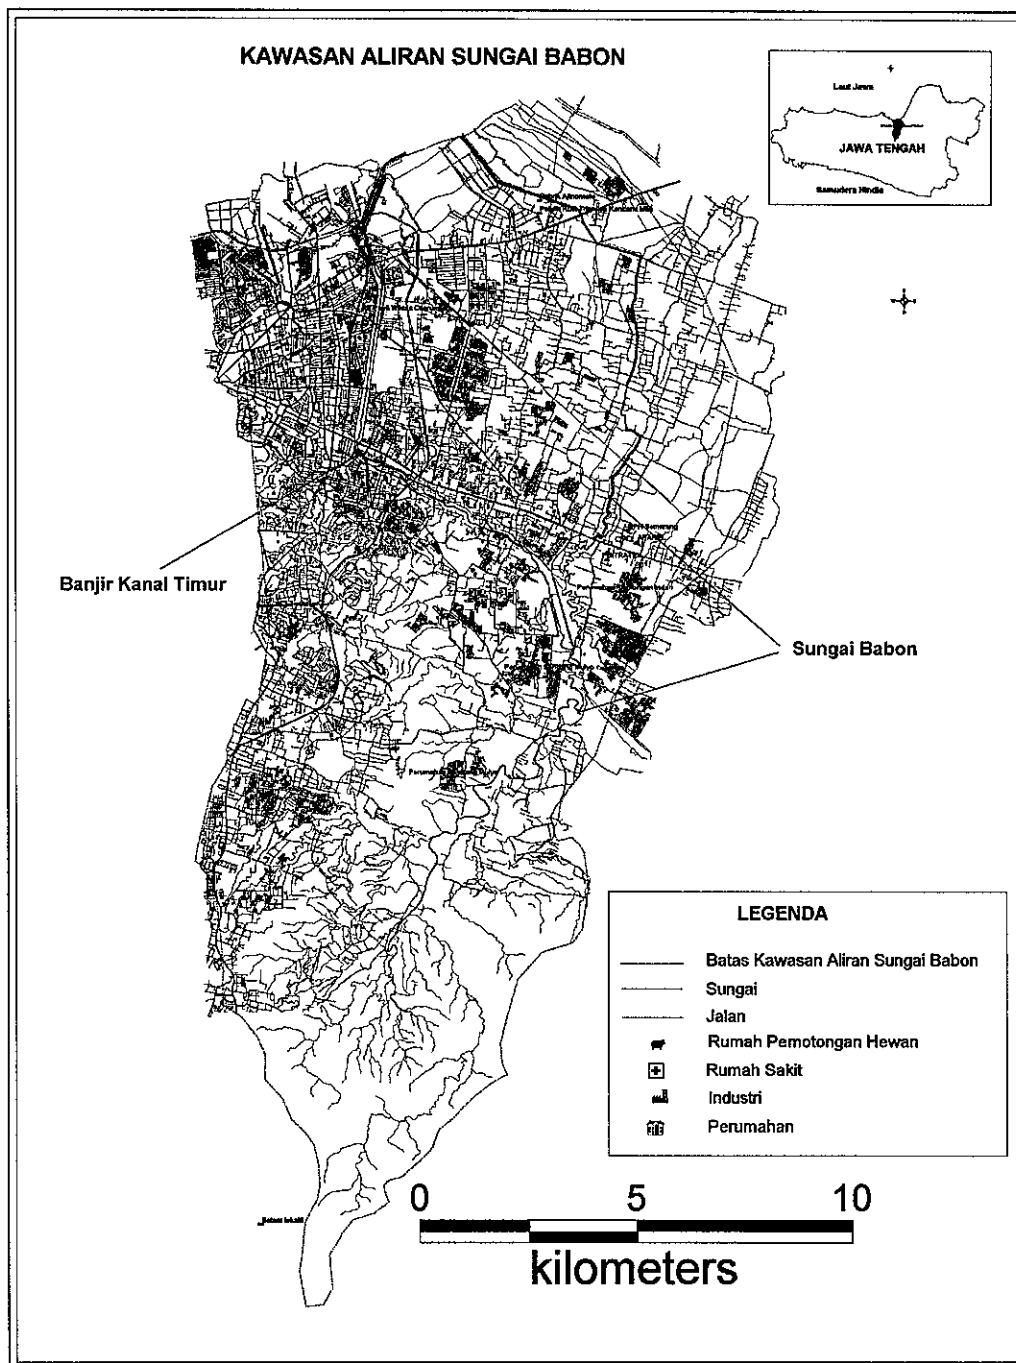 KAWASAN ALIRAN SUNGAI BABON
Laut Jawa
JAWA TENGAH
Samudera Hindia
Banjir Kanal Timur
Sungai Babon
LEGENDA
Batas Kawasan Aliran Sungai Babon
Sungai
Jalan
Rumah Pemotongan Hewan
Rumah Sakit
Industri
Perumahan
0 5 10
kilometers